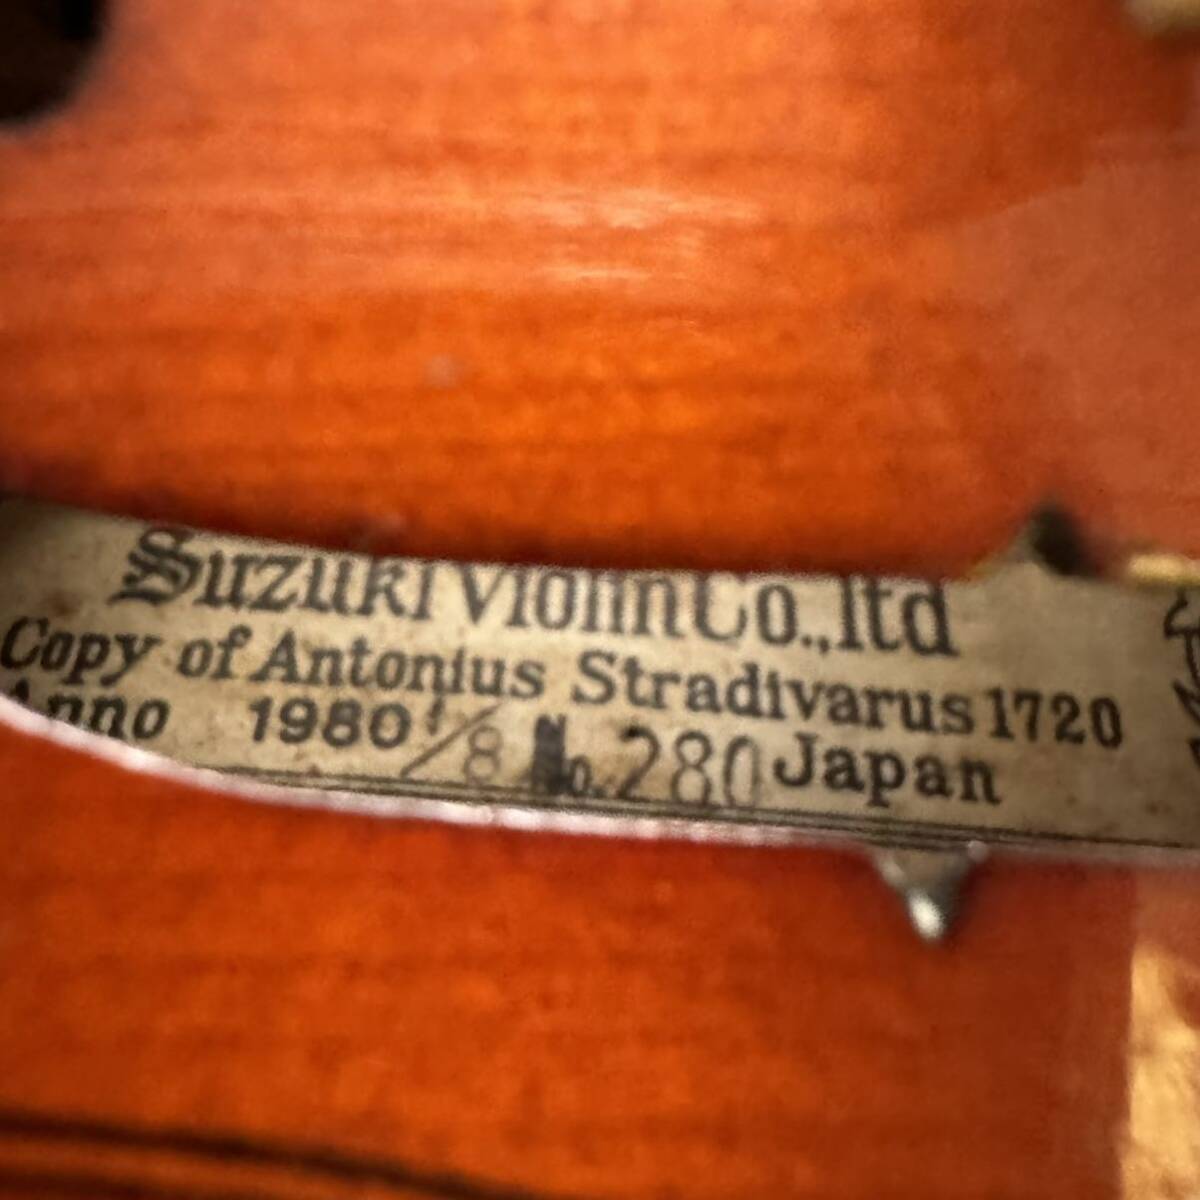 Suzuki Violin Co., ltd
Copy of Antonius Stradivarus 1720
Anno 1980 1/8 No. 280 Japan